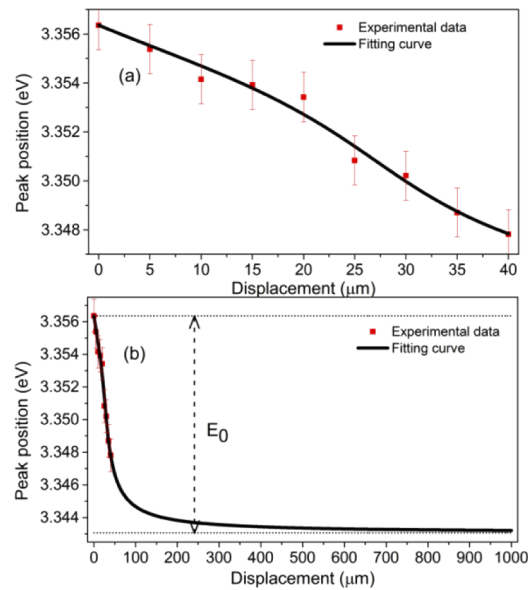 3.356
3.354
3.352
3.350
3.348
Peak position (eV)
(a)
Experimental data
Fitting curve
0 5 10 15 20 25 30 35 40
Displacement (μm)
3.356
3.354
3.352
3.350
3.348
3.346
3.344
Peak position (eV)
(b)
Experimental data
Fitting curve
E0
0 100 200 300 400 500 600 700 800 900 1000
Displacement (μm)